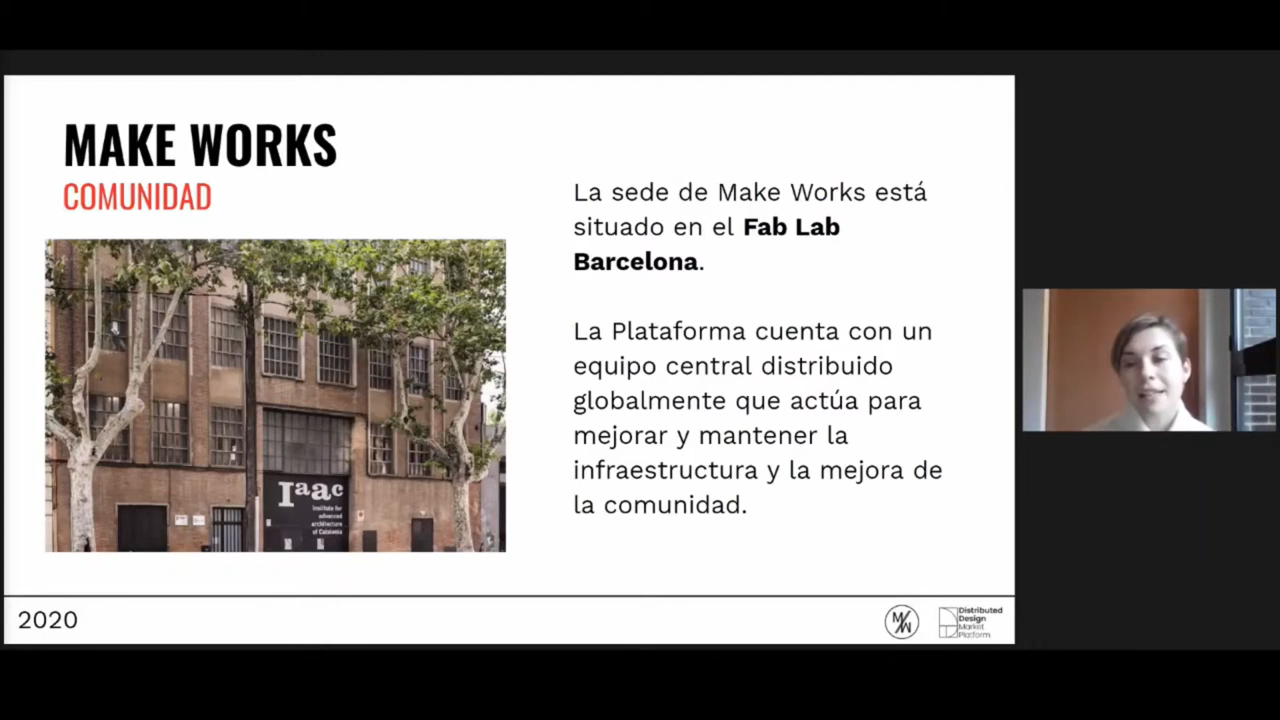 MAKE WORKS
COMUNIDAD
La sede de Make Works está
situado en el Fab Lab
Barcelona.
La Plataforma cuenta con un
equipo central distribuido
globalmente que actúa para
mejorar y mantener la
infraestructura y la mejora de
la comunidad.
Iaac
Institute for
advanced
architecture
of Catalonia
2020
M/W
Distributed
Design
Market
Platform